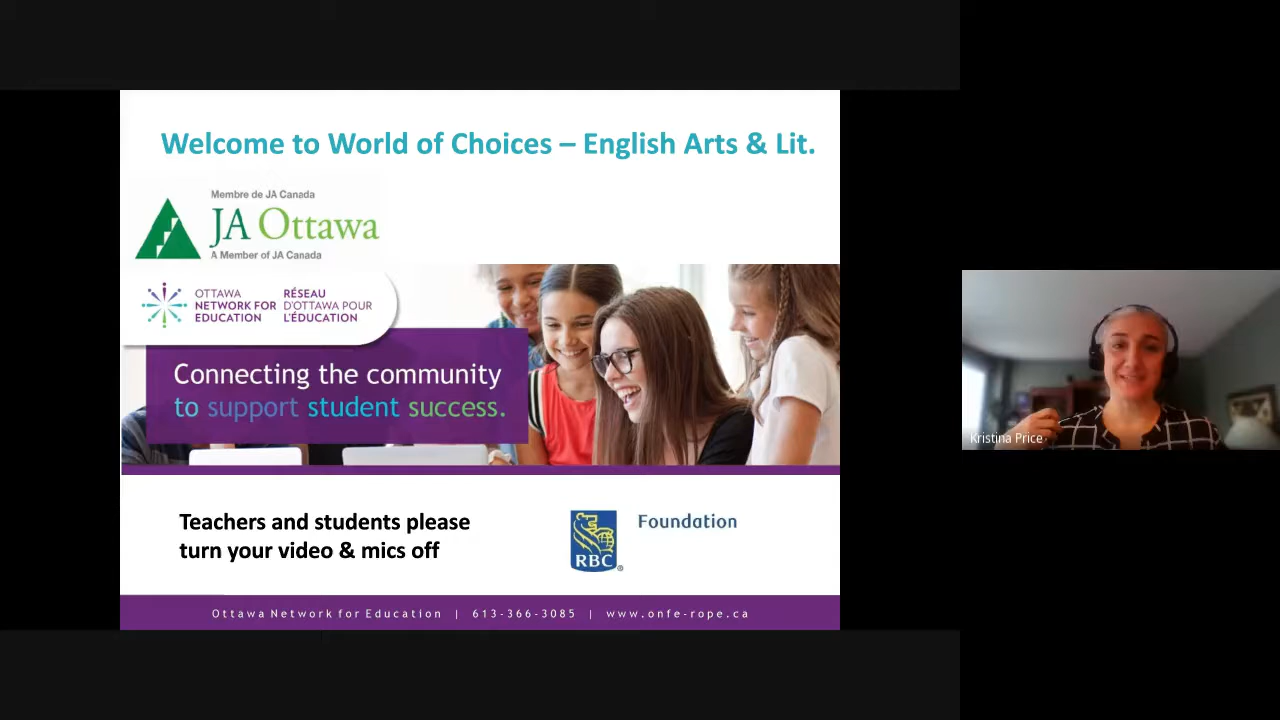 Welcome to World of Choices – English Arts & Lit.
Membre de JA Canada
JA Ottawa
A Member of JA Canada
OTTAWA
NETWORK FOR
EDUCATION
RÉSEAU
D'OTTAWA POUR
L'ÉDUCATION
Connecting the community
to support student success.
Teachers and students please
turn your video & mics off
Foundation
RBC
®
Ottawa Network for Education | 613-366-3085 | www.onfe-rope.ca
Kristina Price